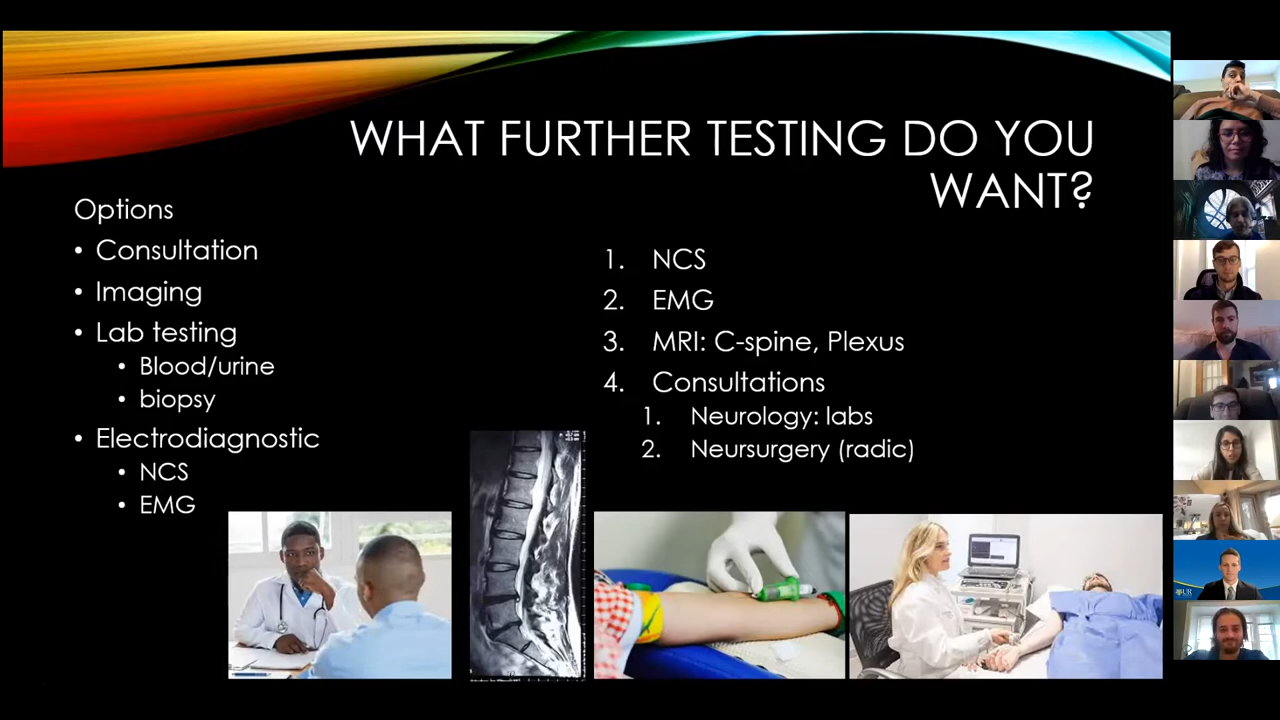 WHAT FURTHER TESTING DO YOU
WANT?
Options
• Consultation
• Imaging
• Lab testing
• Blood/urine
• biopsy
• Electrodiagnostic
• NCS
• EMG
1. NCS
2. EMG
3. MRI: C-spine, Plexus
4. Consultations
1. Neurology: labs
2. Neursurgery (radic)
UR